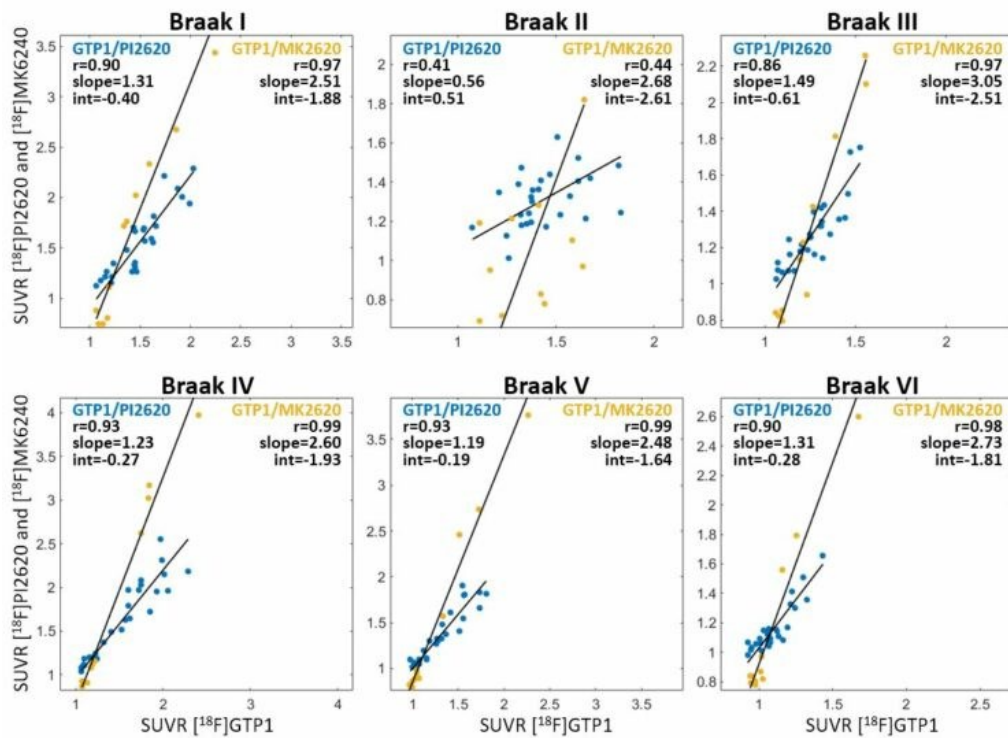 Braak I
GTP1/PI2620 GTP1/MK2620
r=0.90 r=0.97
slope=1.31 slope=2.51
int=-0.40 int=-1.88
3.5
3
2.5
2
1.5
1
1 1.5 2 2.5 3 3.5
SUVR [¹⁸F]PI2620 and [¹⁸F]MK6240
Braak II
GTP1/PI2620 GTP1/MK2620
r=0.41 r=0.44
slope=0.56 slope=2.68
int=0.51 int=-2.61
2
1.8
1.6
1.4
1.2
1
0.8
1 1.5 2
Braak III
GTP1/PI2620 GTP1/MK2620
r=0.86 r=0.97
slope=1.49 slope=3.05
int=-0.61 int=-2.51
2.2
2
1.8
1.6
1.4
1.2
1
0.8
1 1.5 2
Braak IV
GTP1/PI2620 GTP1/MK2620
r=0.93 r=0.99
slope=1.23 slope=2.60
int=-0.27 int=-1.93
4
3.5
3
2.5
2
1.5
1
1 2 3 4
SUVR [¹⁸F]PI2620 and [¹⁸F]MK6240
SUVR [¹⁸F]GTP1
Braak V
GTP1/PI2620 GTP1/MK2620
r=0.93 r=0.99
slope=1.19 slope=2.48
int=-0.19 int=-1.64
3.5
3
2.5
2
1.5
1
1 1.5 2 2.5 3 3.5
SUVR [¹⁸F]GTP1
Braak VI
GTP1/PI2620 GTP1/MK2620
r=0.90 r=0.98
slope=1.31 slope=2.73
int=-0.28 int=-1.81
2.6
2.4
2.2
2
1.8
1.6
1.4
1.2
1
0.8
1 1.5 2 2.5
SUVR [¹⁸F]GTP1